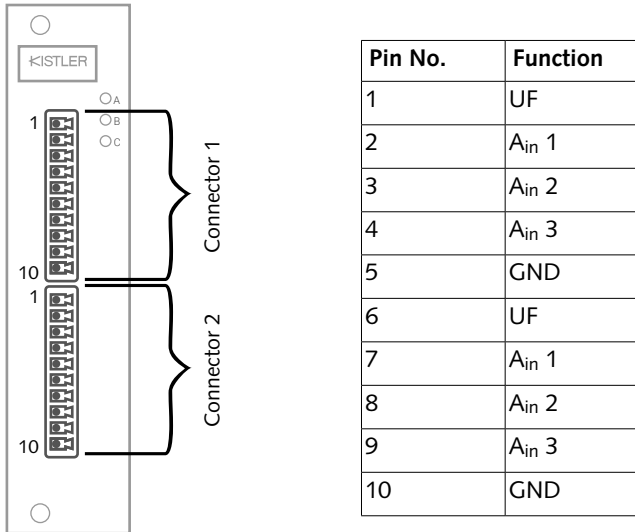 KISTLER
A
B
C
1
10
Connector 1
1
10
Connector 2
Pin No. Function
1 UF
2 Ain 1
3 Ain 2
4 Ain 3
5 GND
6 UF
7 Ain 1
8 Ain 2
9 Ain 3
10 GND